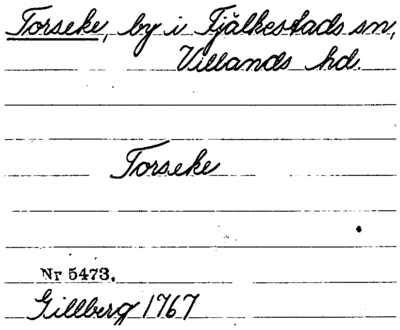 Torseke, by i Fjälkestads sn,
Villands hd.
Torseke
Nr 5473.
Gillberg 1767